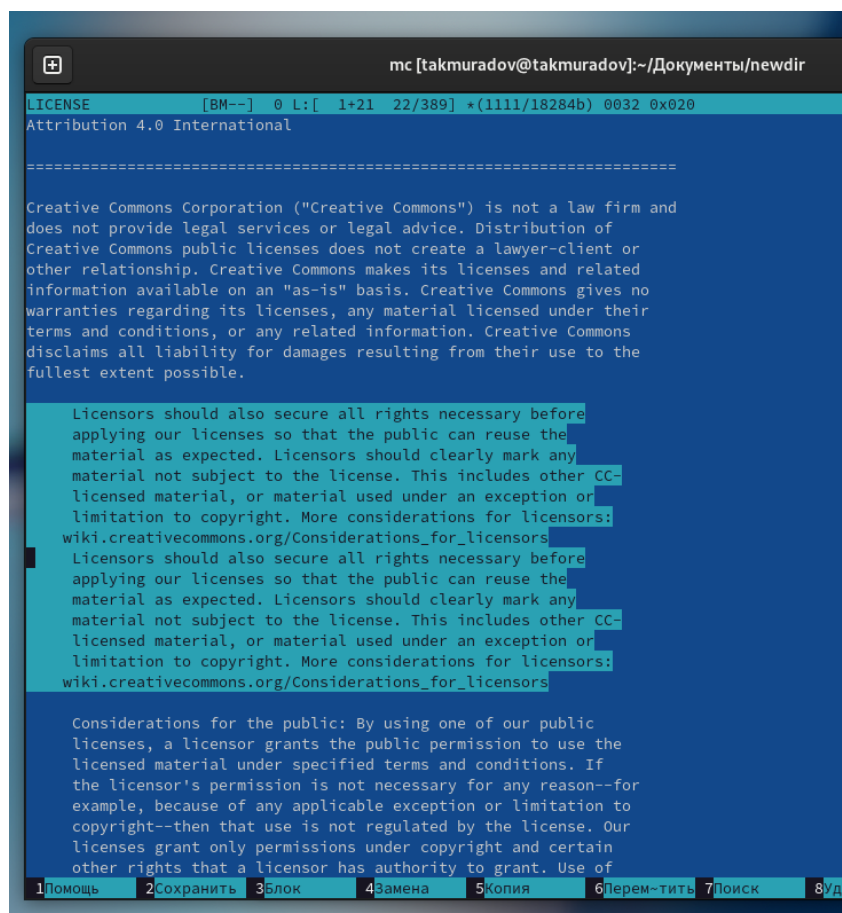 mc [takmuradov@takmuradov]:~/Документы/newdir
LICENSE [BM--] 0 L:[ 1+21 22/389] *(1111/18284b) 0032 0x020
Attribution 4.0 International
=======================================================================
Creative Commons Corporation ("Creative Commons") is not a law firm and
does not provide legal services or legal advice. Distribution of
Creative Commons public licenses does not create a lawyer-client or
other relationship. Creative Commons makes its licenses and related
information available on an "as-is" basis. Creative Commons gives no
warranties regarding its licenses, any material licensed under their
terms and conditions, or any related information. Creative Commons
disclaims all liability for damages resulting from their use to the
fullest extent possible.
Licensors should also secure all rights necessary before
applying our licenses so that the public can reuse the
material as expected. Licensors should clearly mark any
material not subject to the license. This includes other CC-
licensed material, or material used under an exception or
limitation to copyright. More considerations for licensors:
wiki.creativecommons.org/Considerations_for_licensors
Licensors should also secure all rights necessary before
applying our licenses so that the public can reuse the
material as expected. Licensors should clearly mark any
material not subject to the license. This includes other CC-
licensed material, or material used under an exception or
limitation to copyright. More considerations for licensors:
wiki.creativecommons.org/Considerations_for_licensors
Considerations for the public: By using one of our public
licenses, a licensor grants the public permission to use the
licensed material under specified terms and conditions. If
the licensor's permission is not necessary for any reason--for
example, because of any applicable exception or limitation to
copyright--then that use is not regulated by the license. Our
licenses grant only permissions under copyright and certain
other rights that a licensor has authority to grant. Use of
1Помощь 2Сохранить 3Блок 4Замена 5Копия 6Перем~тить 7Поиск 8Уд